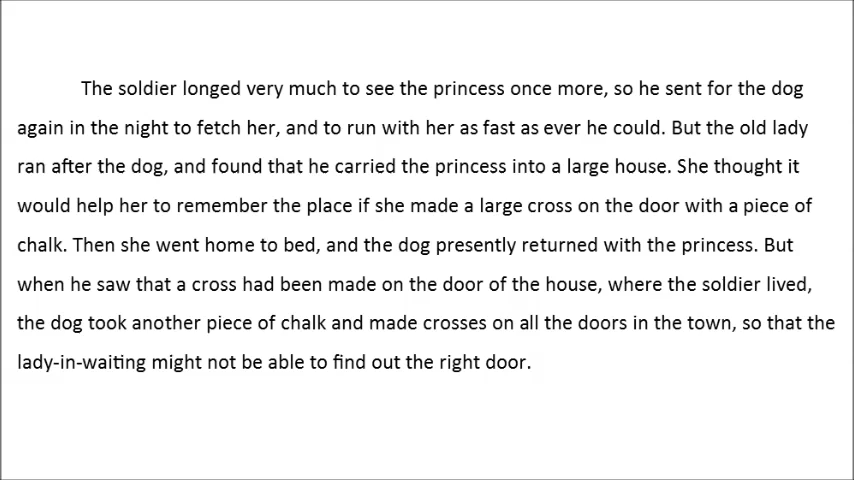 The soldier longed very much to see the princess once more, so he sent for the dog
again in the night to fetch her, and to run with her as fast as ever he could. But the old lady
ran after the dog, and found that he carried the princess into a large house. She thought it
would help her to remember the place if she made a large cross on the door with a piece of
chalk. Then she went home to bed, and the dog presently returned with the princess. But
when he saw that a cross had been made on the door of the house, where the soldier lived,
the dog took another piece of chalk and made crosses on all the doors in the town, so that the
lady-in-waiting might not be able to find out the right door.